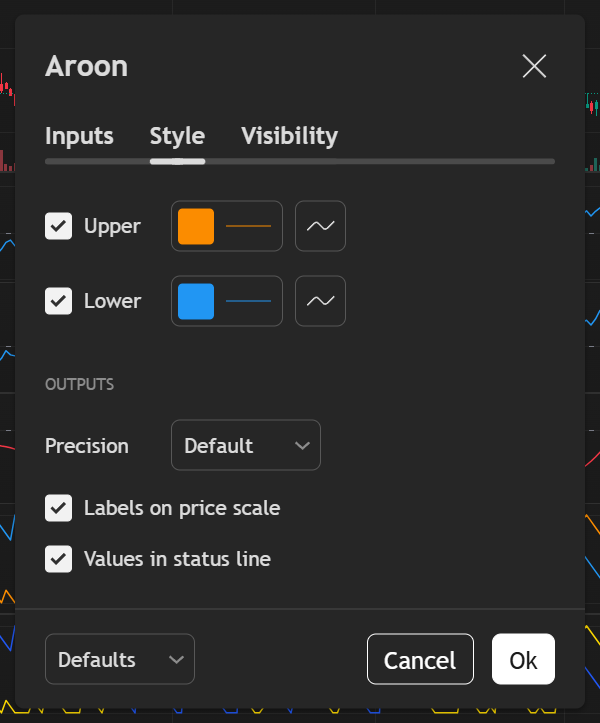 Aroon
Inputs Style Visibility
Upper
Lower
OUTPUTS
Precision Default
Labels on price scale
Values in status line
Defaults Cancel Ok